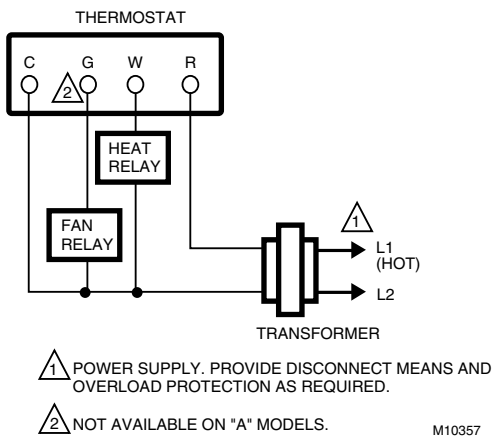 THERMOSTAT
C G W R
2
HEAT
RELAY
FAN
RELAY
1
L1
(HOT)
L2
TRANSFORMER
1 POWER SUPPLY. PROVIDE DISCONNECT MEANS AND
OVERLOAD PROTECTION AS REQUIRED.
2 NOT AVAILABLE ON "A" MODELS.
M10357